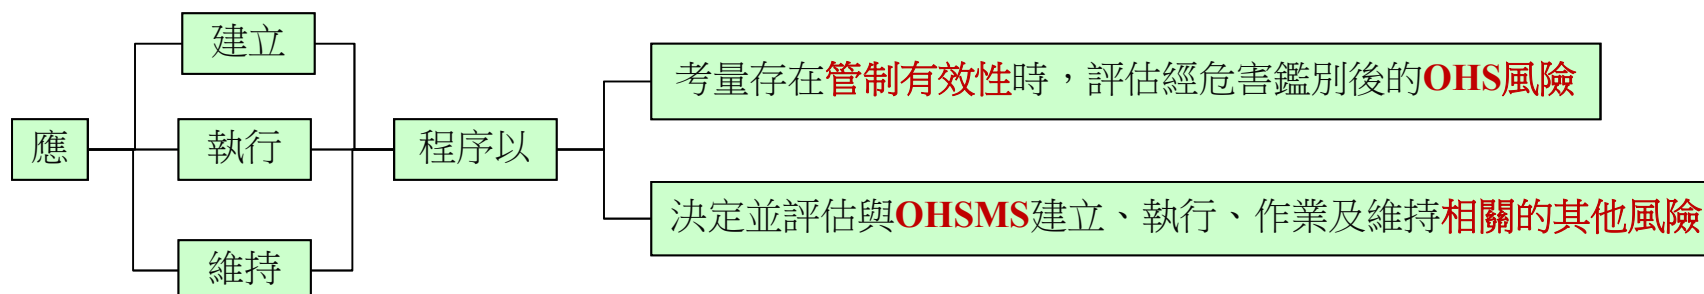 應
建立
執行
維持
程序以
考量存在管制有效性時，評估經危害鑑別後的OHS風險
決定並評估與OHSMS建立、執行、作業及維持相關的其他風險